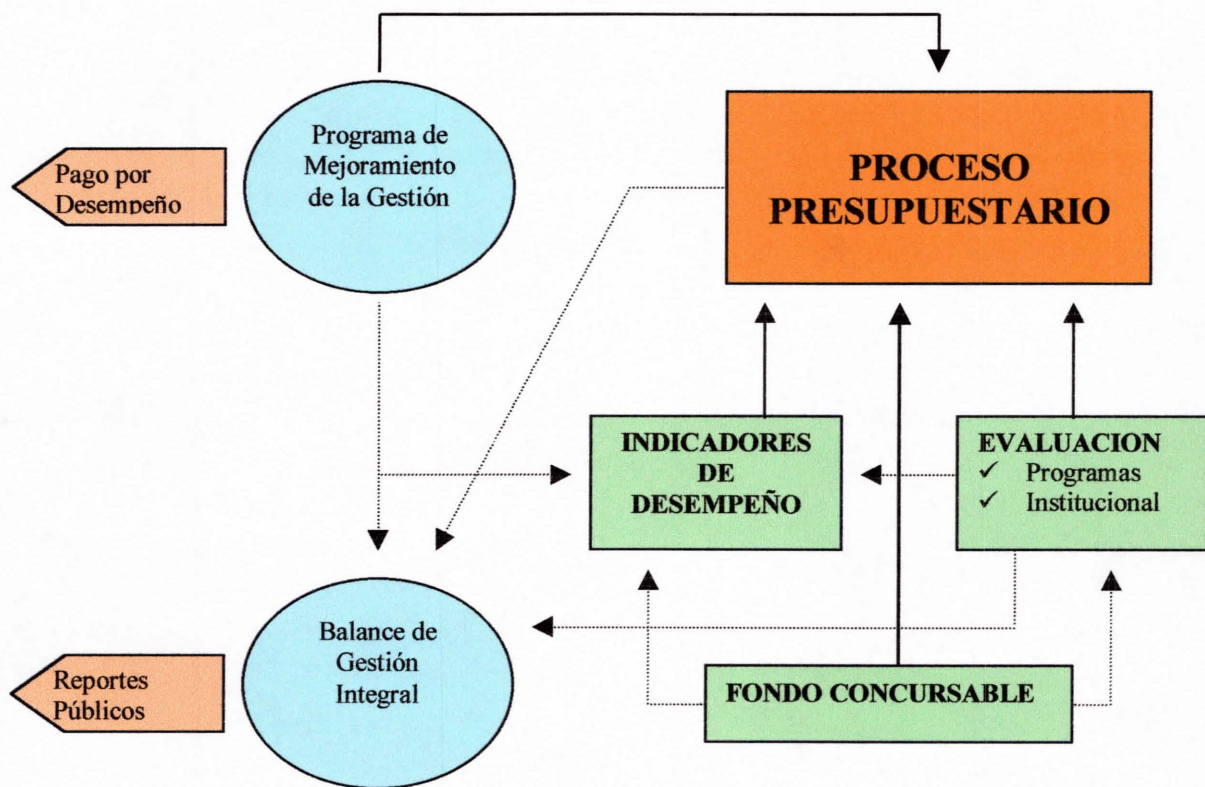 Programa de
Mejoramiento
de la Gestión
PROCESO
PRESUPUESTARIO
Pago por
Desempeño
INDICADORES
DE
DESEMPEÑO
EVALUACION
✓ Programas
✓ Institucional
Balance de
Gestión
Integral
Reportes
Públicos
FONDO CONCURSABLE